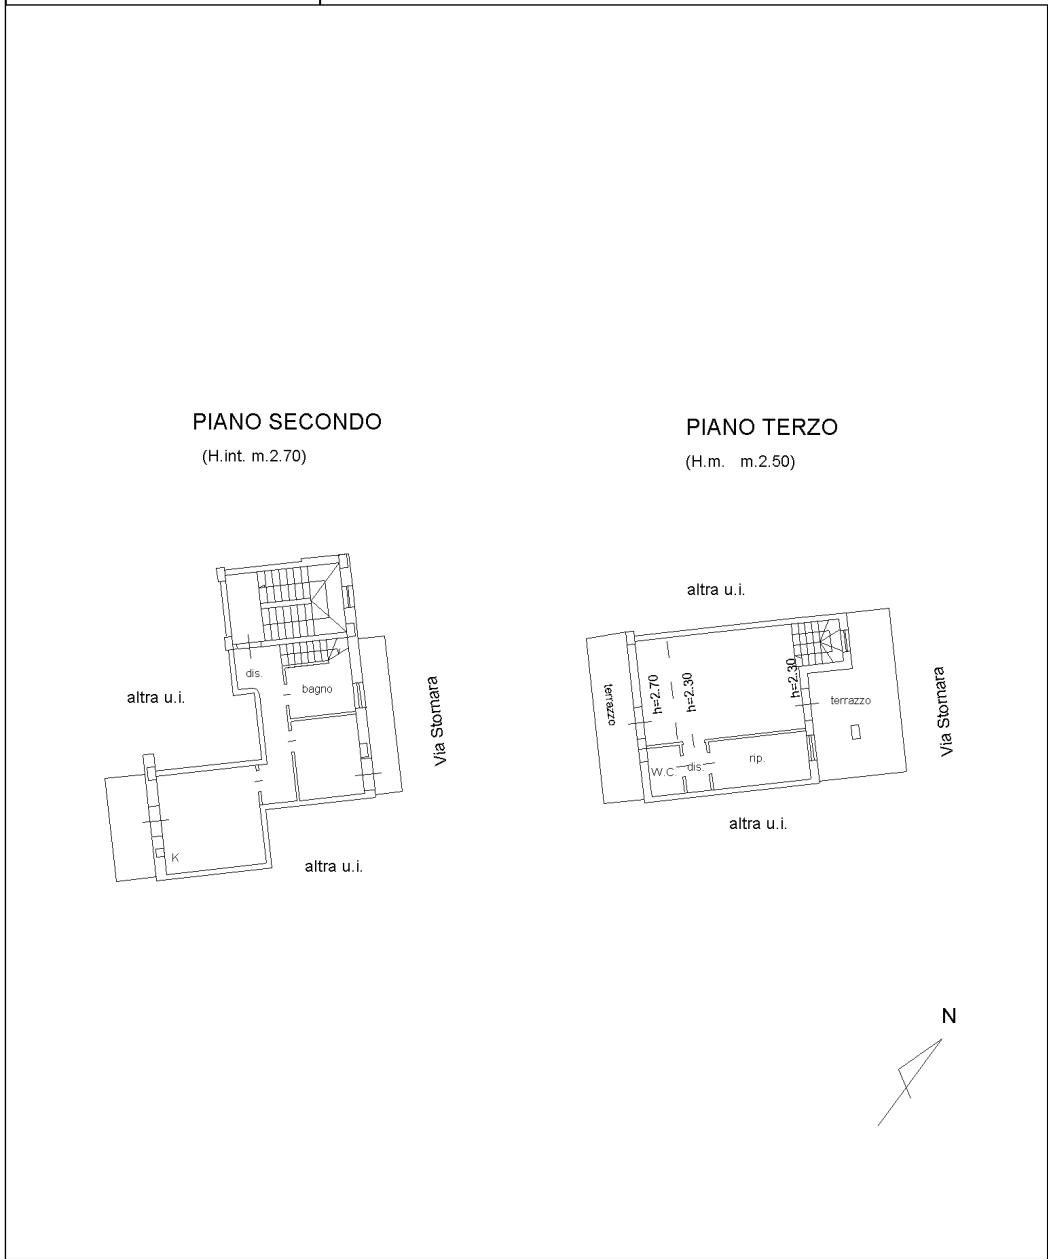 PIANO SECONDO
(H.int. m.2.70)
dis.
bagno
altra u.i.
Via Stornara
K
altra u.i.
PIANO TERZO
(H.m. m.2.50)
altra u.i.
terrazzo
h=2.70
h=2.30
h=2.30
terrazzo
Via Stornara
W.C.
dis.
rip.
altra u.i.
N